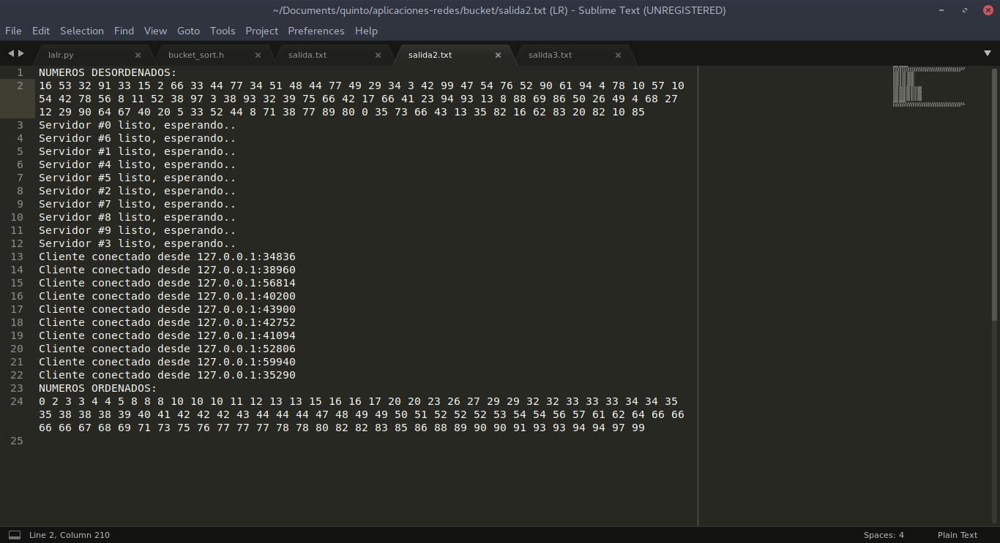 ~/Documents/quinto/aplicaciones-redes/bucket/salida2.txt (LR) - Sublime Text (UNREGISTERED)
File Edit Selection Find View Goto Tools Project Preferences Help
lalr.py bucket_sort.h salida.txt salida2.txt salida3.txt
1 NUMEROS DESORDENADOS:
2 16 53 32 91 33 15 2 66 33 44 77 34 51 48 44 77 49 29 34 3 42 99 47 54 76 52 90 61 94 4 78 10 57 10
54 42 78 56 8 11 52 38 97 3 38 93 32 39 75 66 42 17 66 41 23 94 93 13 8 88 69 86 50 26 49 4 68 27
12 29 90 64 67 40 20 5 33 52 44 8 71 38 77 89 80 0 35 73 66 43 13 35 82 16 62 83 20 82 10 85
3 Servidor #0 listo, esperando..
4 Servidor #6 listo, esperando..
5 Servidor #1 listo, esperando..
6 Servidor #4 listo, esperando..
7 Servidor #5 listo, esperando..
8 Servidor #2 listo, esperando..
9 Servidor #7 listo, esperando..
10 Servidor #8 listo, esperando..
11 Servidor #9 listo, esperando..
12 Servidor #3 listo, esperando..
13 Cliente conectado desde 127.0.0.1:34836
14 Cliente conectado desde 127.0.0.1:38960
15 Cliente conectado desde 127.0.0.1:56814
16 Cliente conectado desde 127.0.0.1:40200
17 Cliente conectado desde 127.0.0.1:43900
18 Cliente conectado desde 127.0.0.1:42752
19 Cliente conectado desde 127.0.0.1:41094
20 Cliente conectado desde 127.0.0.1:52806
21 Cliente conectado desde 127.0.0.1:59940
22 Cliente conectado desde 127.0.0.1:35290
23 NUMEROS ORDENADOS:
24 0 2 3 3 4 4 5 8 8 8 10 10 10 11 12 13 13 15 16 16 17 20 20 23 26 27 29 29 32 32 33 33 33 34 34 35
35 38 38 38 39 40 41 42 42 42 43 44 44 44 47 48 49 49 50 51 52 52 52 53 54 54 56 57 61 62 64 66 66
66 66 67 68 69 71 73 75 76 77 77 77 78 78 80 82 82 83 85 86 88 89 90 90 91 93 93 94 94 97 99
25
Line 2, Column 210 Spaces: 4 Plain Text